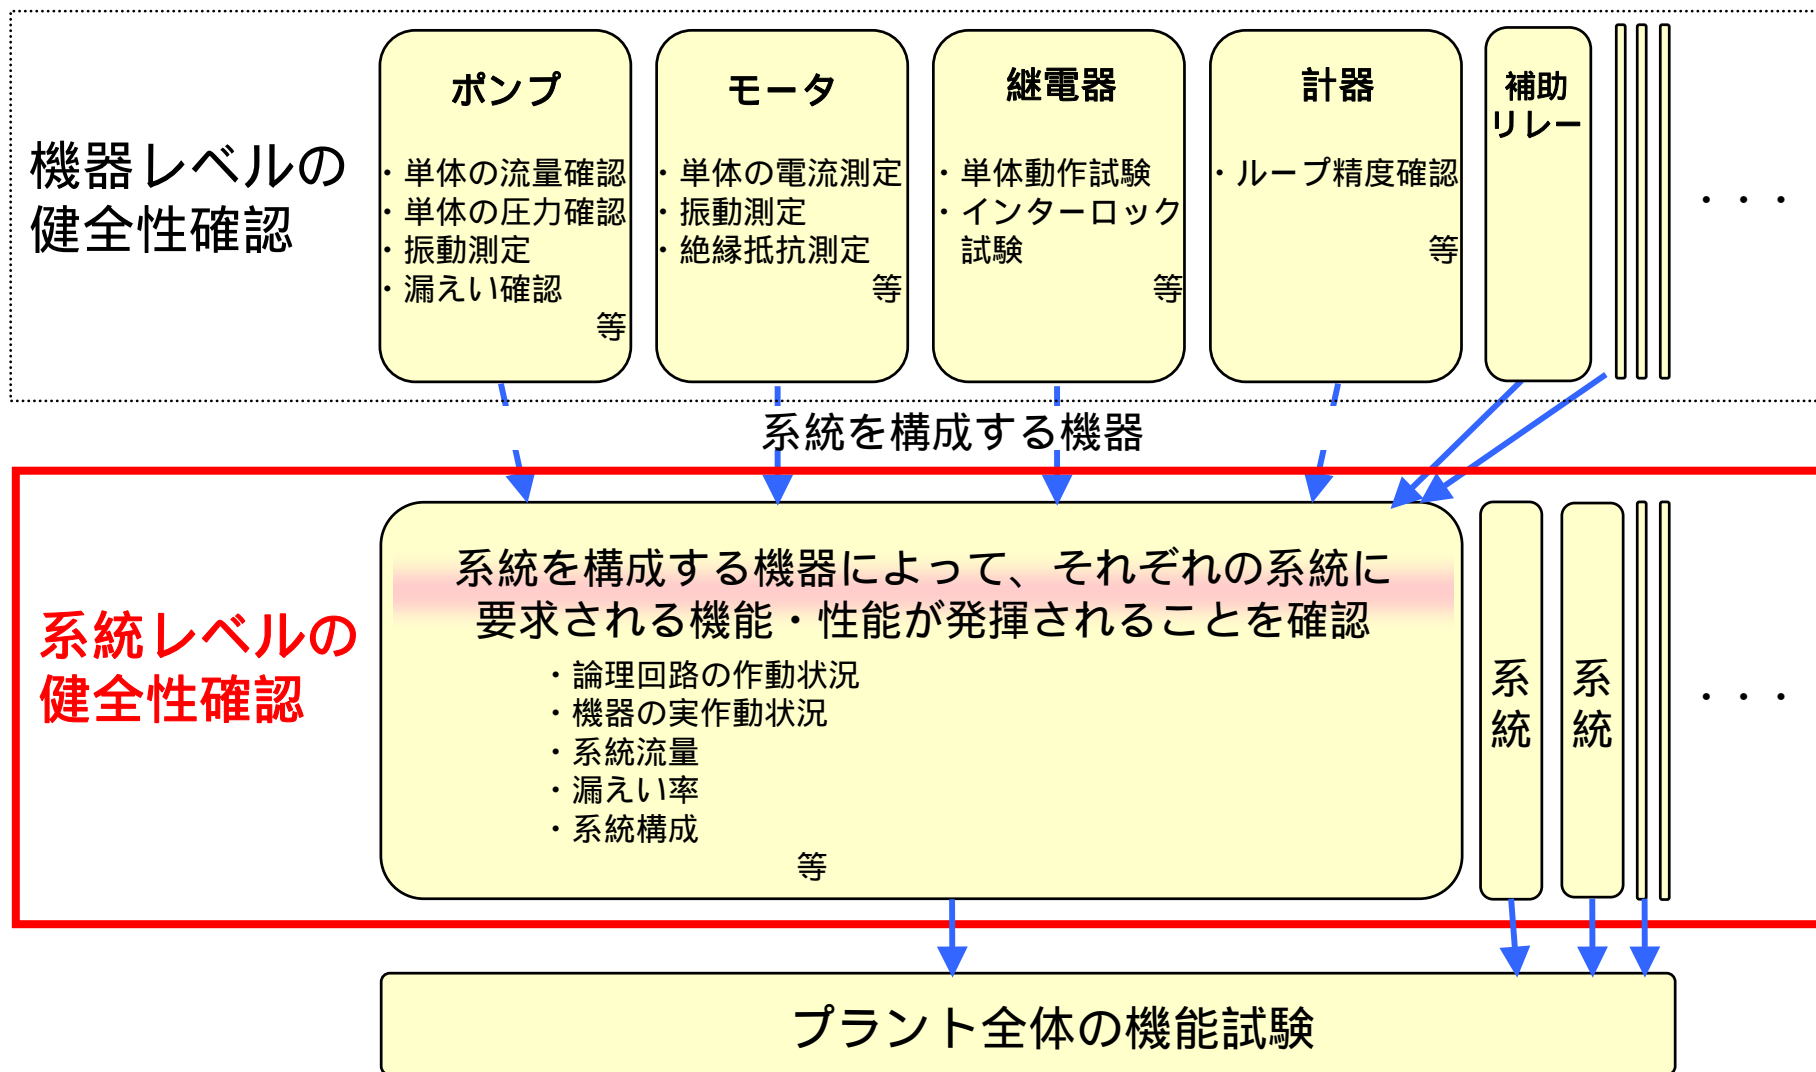 機器レベルの
健全性確認
ポンプ
・単体の流量確認
・単体の圧力確認
・振動測定
・漏えい確認
等
モータ
・単体の電流測定
・振動測定
・絶縁抵抗測定
等
継電器
・単体動作試験
・インターロック
試験
等
計器
・ループ精度確認
等
補助
リレー
・・・
系統を構成する機器
系統レベルの
健全性確認
系統を構成する機器によって、それぞれの系統に
要求される機能・性能が発揮されることを確認
・論理回路の作動状況
・機器の実作動状況
・系統流量
・漏えい率
・系統構成
等
系統
系統
・・・
プラント全体の機能試験